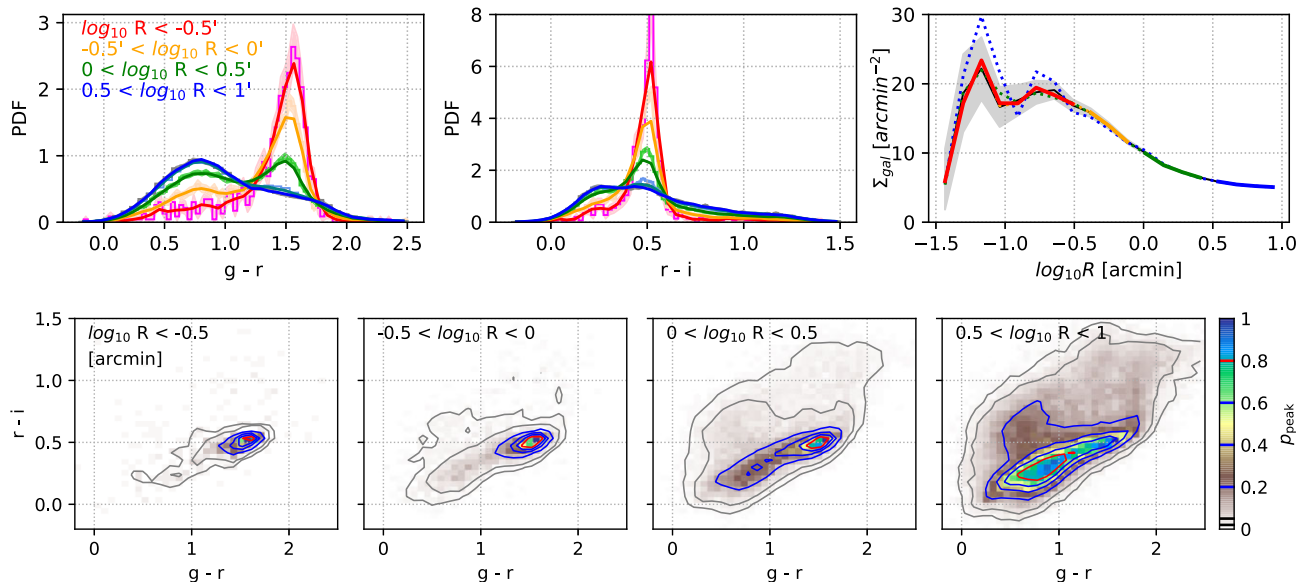 3
2
1
0
PDF
log10 R < -0.5'
-0.5' < log10 R < 0'
0 < log10 R < 0.5'
0.5 < log10 R < 1'
0.0 0.5 1.0 1.5 2.0 2.5
g - r
8
6
4
2
0
PDF
0.0 0.5 1.0 1.5
r - i
30
20
10
0
Σgal [arcmin−2]
−1.5 −1.0 −0.5 0.0 0.5 1.0
log10R [arcmin]
1.5
1.0
0.5
0.0
r - i
log10 R < -0.5
[arcmin]
0 1 2
g - r
-0.5 < log10 R < 0
0 1 2
g - r
0 < log10 R < 0.5
0 1 2
g - r
0.5 < log10 R < 1
0 1 2
g - r
1
0.8
0.6
0.4
0.2
0
ppeak